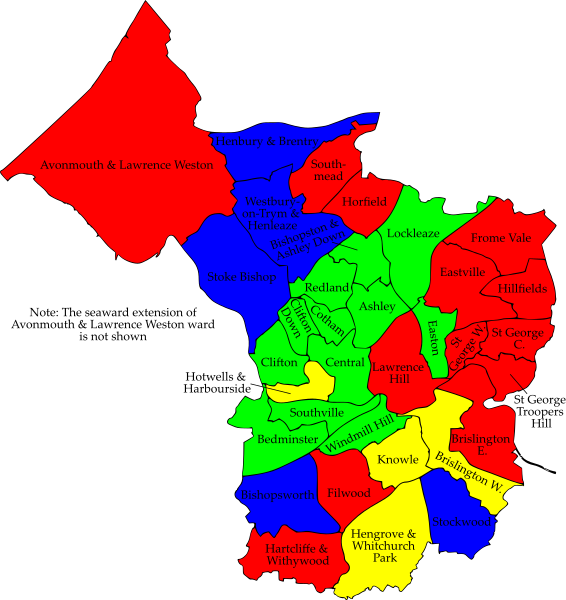 Henbury & Brentry
Avonmouth & Lawrence Weston
South-
mead
Westbury
on-Trym &
Henleaze
Horfield
Bishopston &
Ashley Down
Lockleaze
Frome Vale
Stoke Bishop
Eastville
Redland
Hillfields
Note: The seaward extension of
Avonmouth & Lawrence Weston ward
is not shown
Ashley
Clifton
Down
Cotham
Easton
St
George W.
St George
C.
Clifton
Central
Lawrence
Hill
Hotwells &
Harbourside
St George
Troopers
Hill
Southville
Windmill Hill
Bedminster
Brislington
E.
Knowle
Brislington W.
Bishopsworth
Filwood
Stockwood
Hengrove &
Whitchurch
Park
Hartcliffe &
Withywood